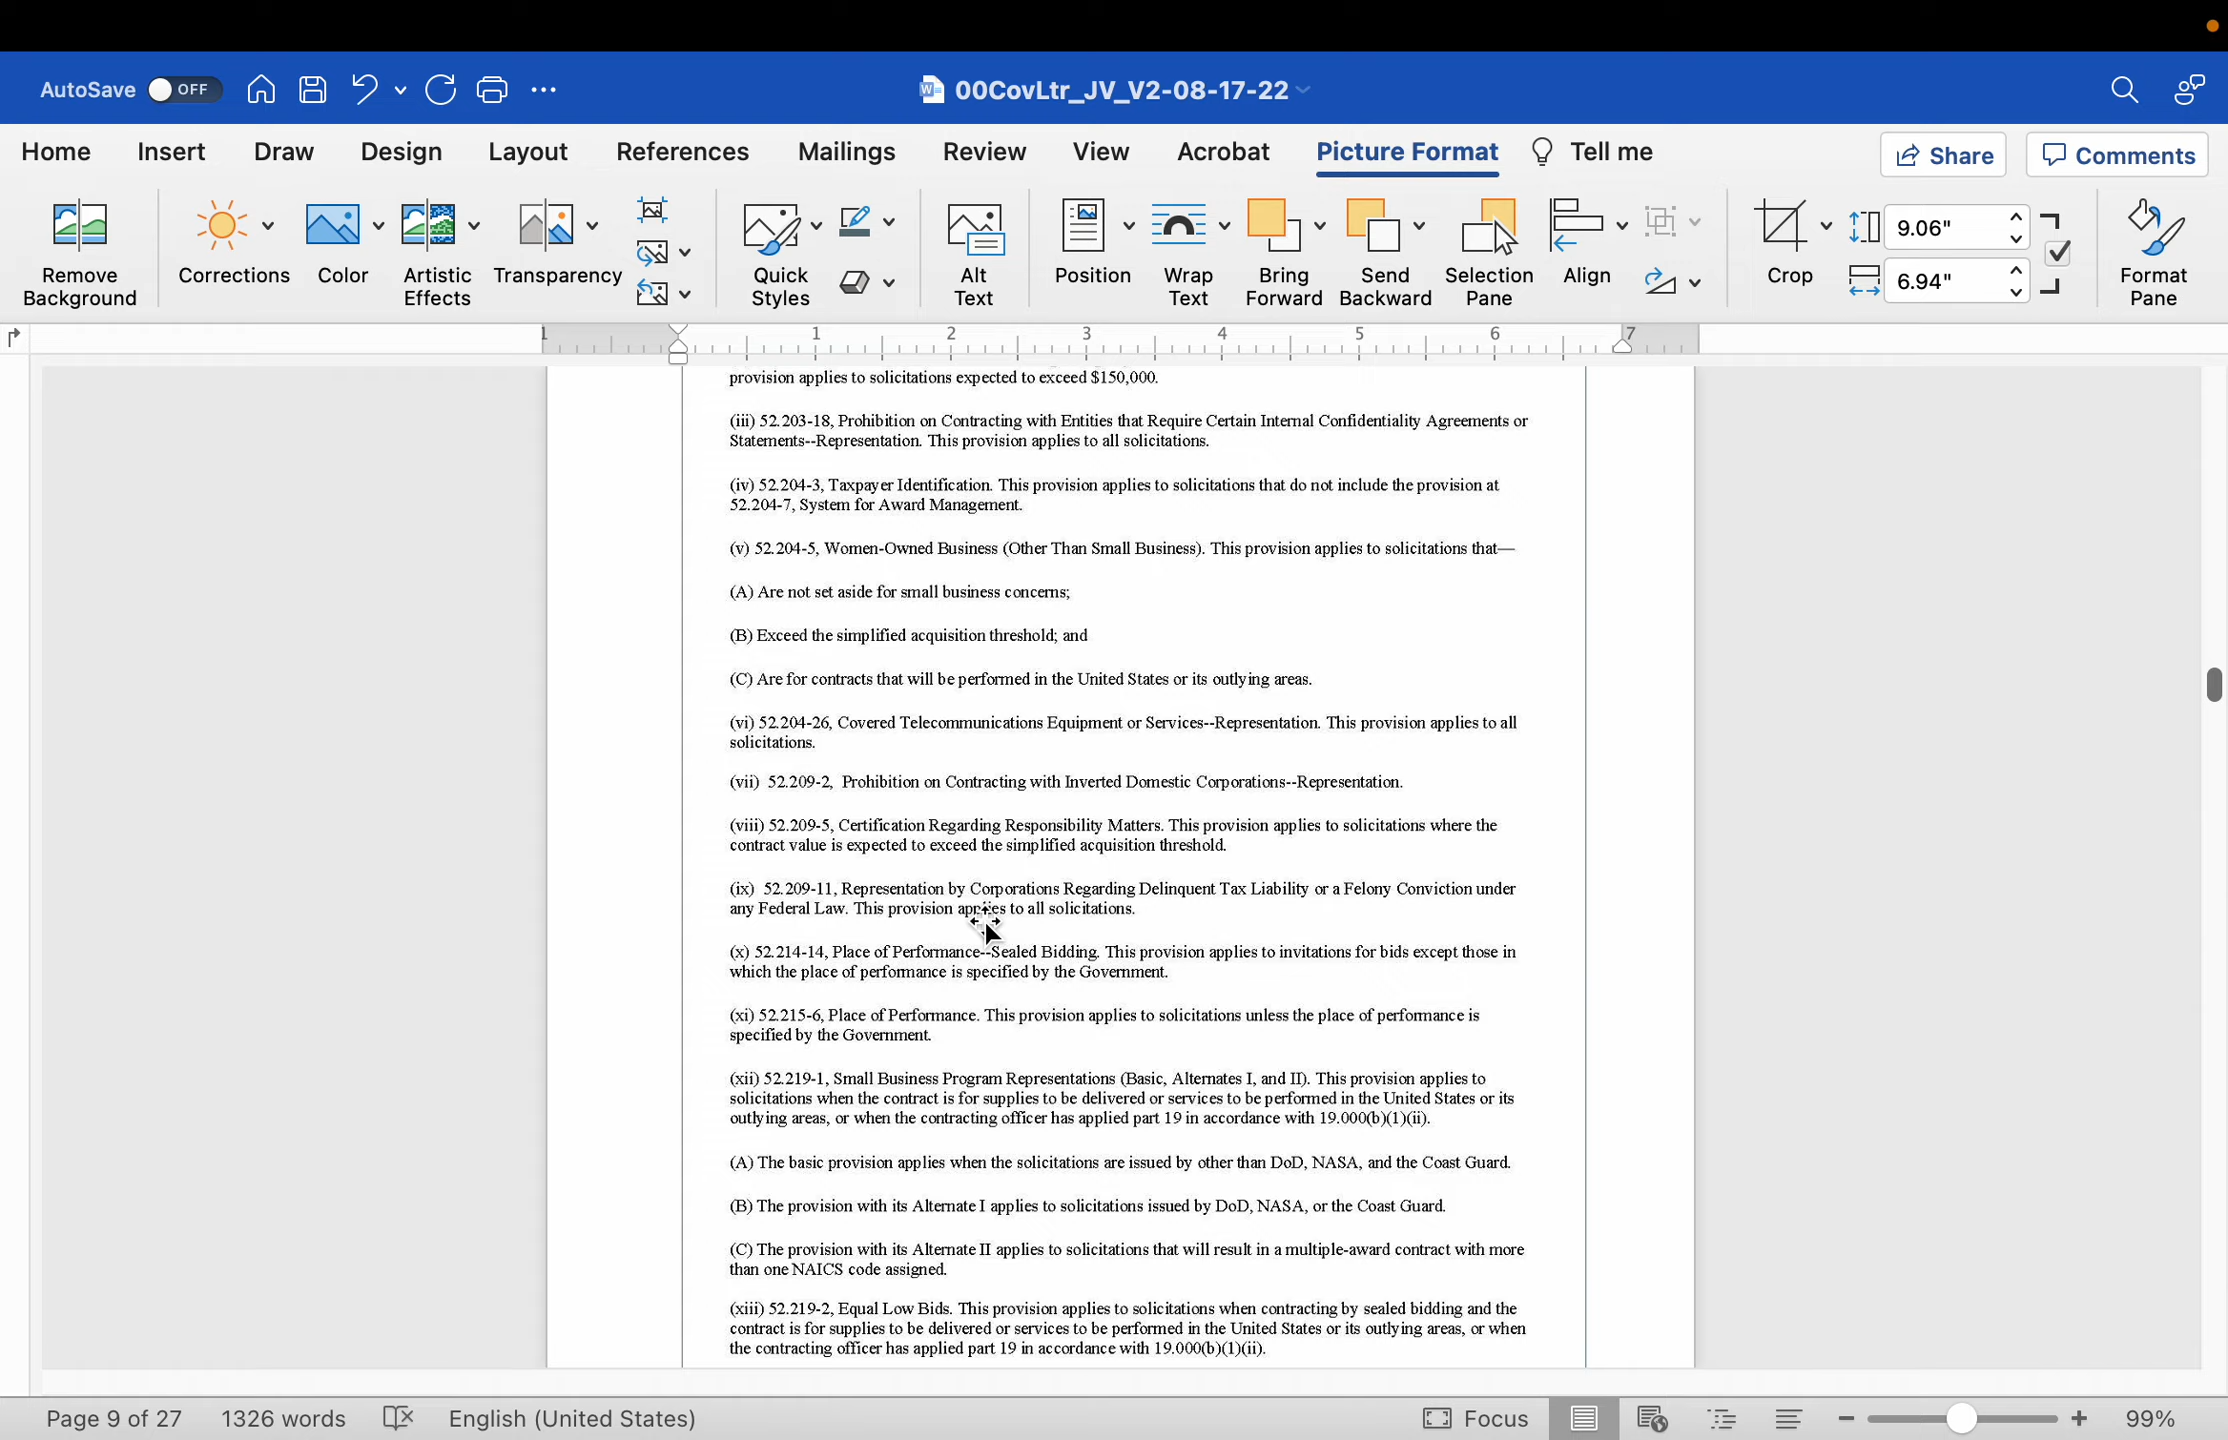 AutoSave OFF
00CovLtr_JV_V2-08-17-22
Home Insert Draw Design Layout References Mailings Review View Acrobat Picture Format Tell me Share Comments
Remove Background
Corrections
Color
Artistic Effects
Transparency
Quick Styles
Alt Text
Position
Wrap Text
Bring Forward
Send Backward
Selection Pane
Align
Crop
9.06"
6.94"
Format Pane
1 1 2 3 4 5 6 7
provision applies to solicitations expected to exceed $150,000.
(iii) 52.203-18, Prohibition on Contracting with Entities that Require Certain Internal Confidentiality Agreements or
Statements--Representation. This provision applies to all solicitations.
(iv) 52.204-3, Taxpayer Identification. This provision applies to solicitations that do not include the provision at
52.204-7, System for Award Management.
(v) 52.204-5, Women-Owned Business (Other Than Small Business). This provision applies to solicitations that—
(A) Are not set aside for small business concerns;
(B) Exceed the simplified acquisition threshold; and
(C) Are for contracts that will be performed in the United States or its outlying areas.
(vi) 52.204-26, Covered Telecommunications Equipment or Services--Representation. This provision applies to all
solicitations.
(vii) 52.209-2, Prohibition on Contracting with Inverted Domestic Corporations--Representation.
(viii) 52.209-5, Certification Regarding Responsibility Matters. This provision applies to solicitations where the
contract value is expected to exceed the simplified acquisition threshold.
(ix) 52.209-11, Representation by Corporations Regarding Delinquent Tax Liability or a Felony Conviction under
any Federal Law. This provision applies to all solicitations.
(x) 52.214-14, Place of Performance--Sealed Bidding. This provision applies to invitations for bids except those in
which the place of performance is specified by the Government.
(xi) 52.215-6, Place of Performance. This provision applies to solicitations unless the place of performance is
specified by the Government.
(xii) 52.219-1, Small Business Program Representations (Basic, Alternates I, and II). This provision applies to
solicitations when the contract is for supplies to be delivered or services to be performed in the United States or its
outlying areas, or when the contracting officer has applied part 19 in accordance with 19.000(b)(1)(ii).
(A) The basic provision applies when the solicitations are issued by other than DoD, NASA, and the Coast Guard.
(B) The provision with its Alternate I applies to solicitations issued by DoD, NASA, or the Coast Guard.
(C) The provision with its Alternate II applies to solicitations that will result in a multiple-award contract with more
than one NAICS code assigned.
(xiii) 52.219-2, Equal Low Bids. This provision applies to solicitations when contracting by sealed bidding and the
contract is for supplies to be delivered or services to be performed in the United States or its outlying areas, or when
the contracting officer has applied part 19 in accordance with 19.000(b)(1)(ii).
Page 9 of 27 1326 words English (United States) Focus 99%